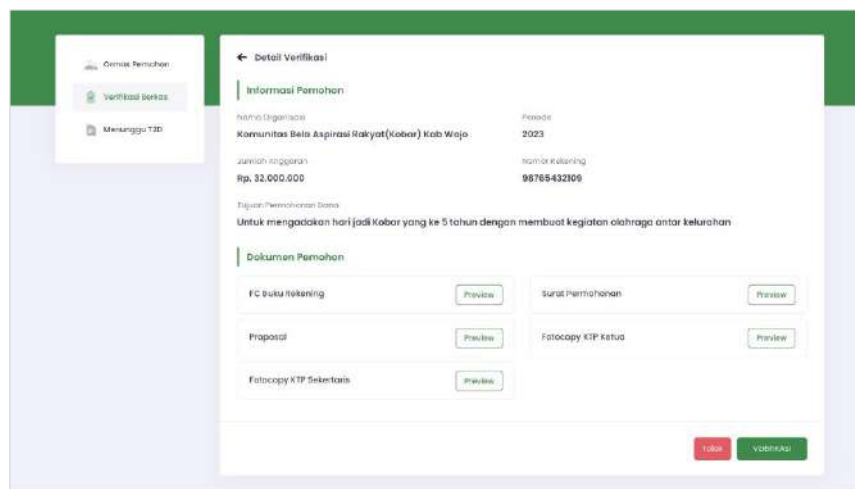 Ormas Pemohon
Verifikasi Berkas
Menunggu TTD
← Detail Verifikasi
Informasi Pemohon
Nama Organisasi
Periode
Komunitas Bela Aspirasi Rakyat(Kobar) Kab Wajo
2023
Jumlah Anggaran
Nomor Rekening
Rp. 32.000.000
98765432109
Tujuan Permohonan Dana
Untuk mengadakan hari jadi Kobar yang ke 5 tahun dengan membuat kegiatan olahraga antar kelurahan
Dokumen Pemohon
FC Buku Rekening
Preview
Surat Permohonan
Preview
Proposal
Preview
Fotocopy KTP Ketua
Preview
Fotocopy KTP Sekertaris
Preview
Tolak
Verifikasi